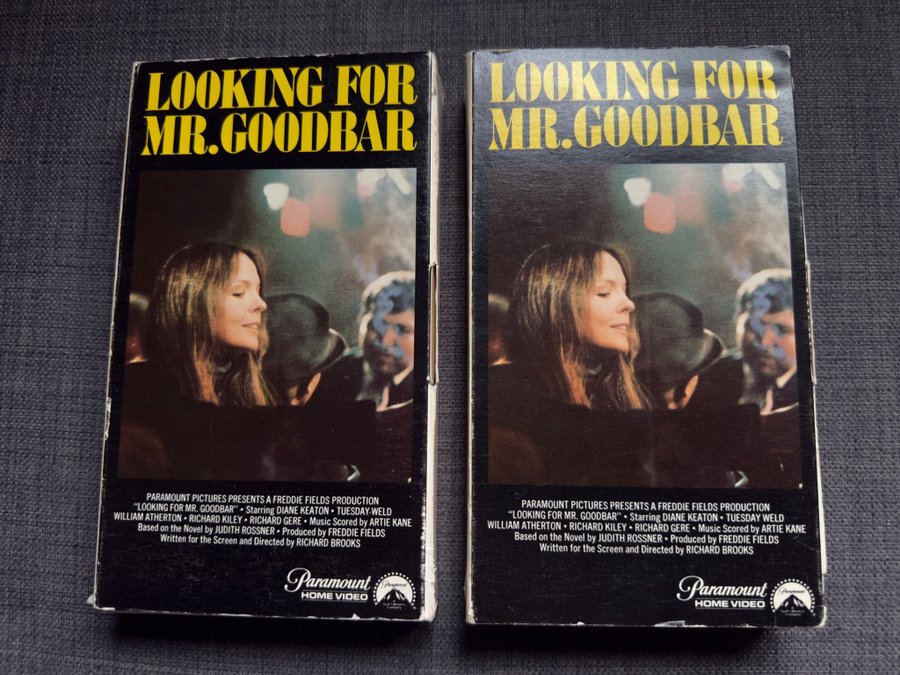 LOOKING FOR
MR. GOODBAR
PARAMOUNT PICTURES PRESENTS A FREDDIE FIELDS PRODUCTION
"LOOKING FOR MR. GOODBAR" • Starring DIANE KEATON • TUESDAY-WELD
WILLIAM ATHERTON • RICHARD KILEY • RICHARD GERE • Music Scored by ARTIE KANE
Based on the Novel by JUDITH ROSSNER • Produced by FREDDIE FIELDS
Written for the Screen and Directed by RICHARD BROOKS
Paramount
HOME VIDEO
Paramount
A Gulf+Western
Company
LOOKING FOR
MR. GOODBAR
PARAMOUNT PICTURES PRESENTS A FREDDIE FIELDS PRODUCTION
"LOOKING FOR MR. GOODBAR" • Starring DIANE KEATON • TUESDAY WELD
WILLIAM ATHERTON • RICHARD KILEY • RICHARD GERE • Music Scored by ARTIE KANE
Based on the Novel by JUDITH ROSSNER • Produced by FREDDIE FIELDS
Written for the Screen and Directed by RICHARD BROOKS
Paramount
HOME VIDEO
Paramount